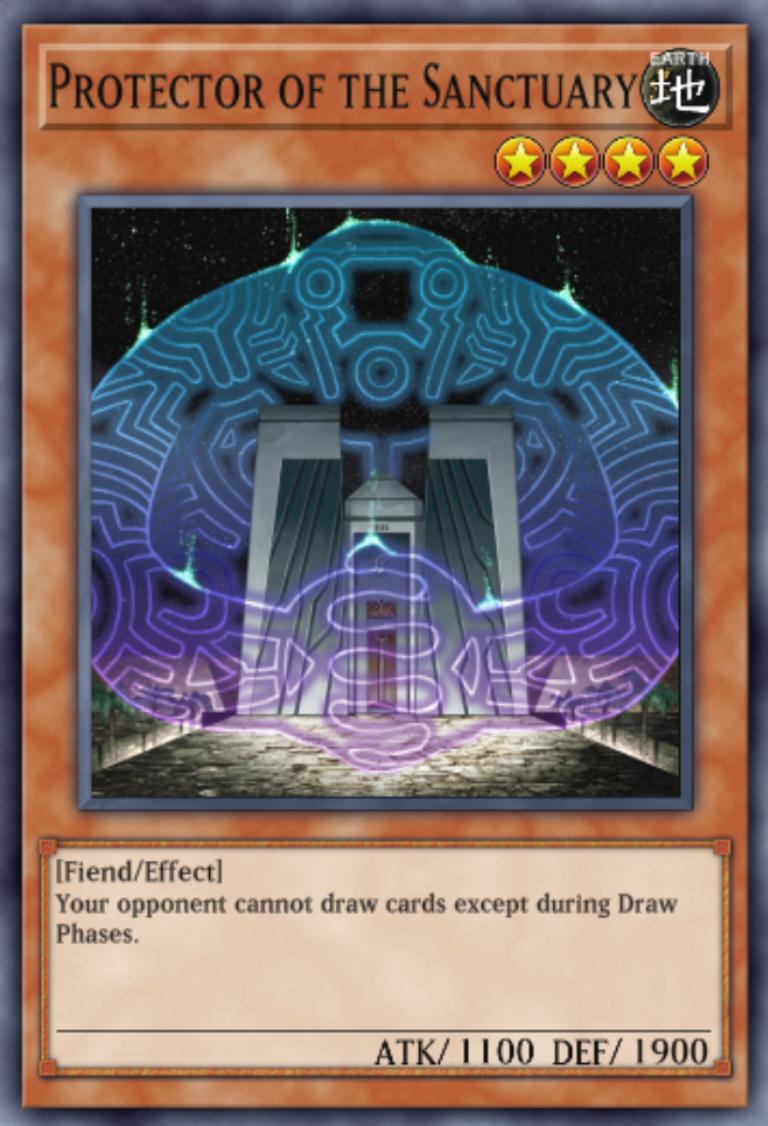 PROTECTOR OF THE SANCTUARY
EARTH
地
[Fiend/Effect]
Your opponent cannot draw cards except during Draw
Phases.
ATK/ 1100 DEF/ 1900